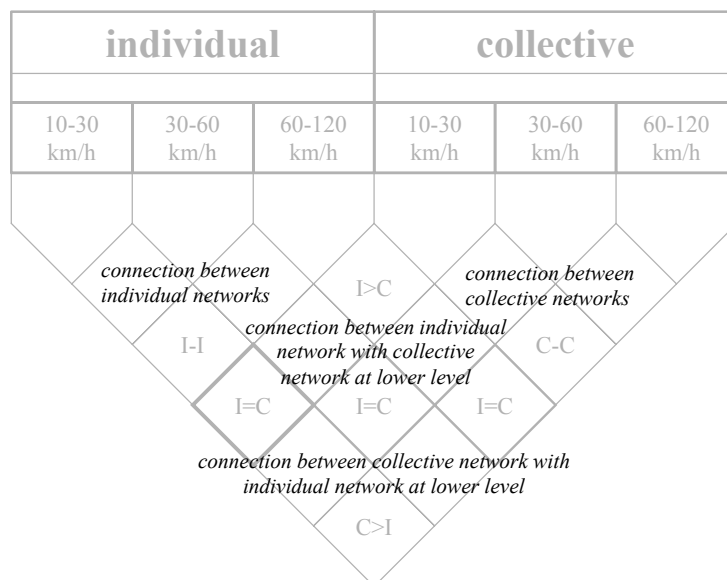 individual collective
10-30 30-60 60-120 10-30 30-60 60-120
km/h km/h km/h km/h km/h km/h
connection between
individual networks
connection between
collective networks
I>C
connection between individual
network with collective
network at lower level
I-I
C-C
I=C I=C I=C
connection between collective network with
individual network at lower level
C>I